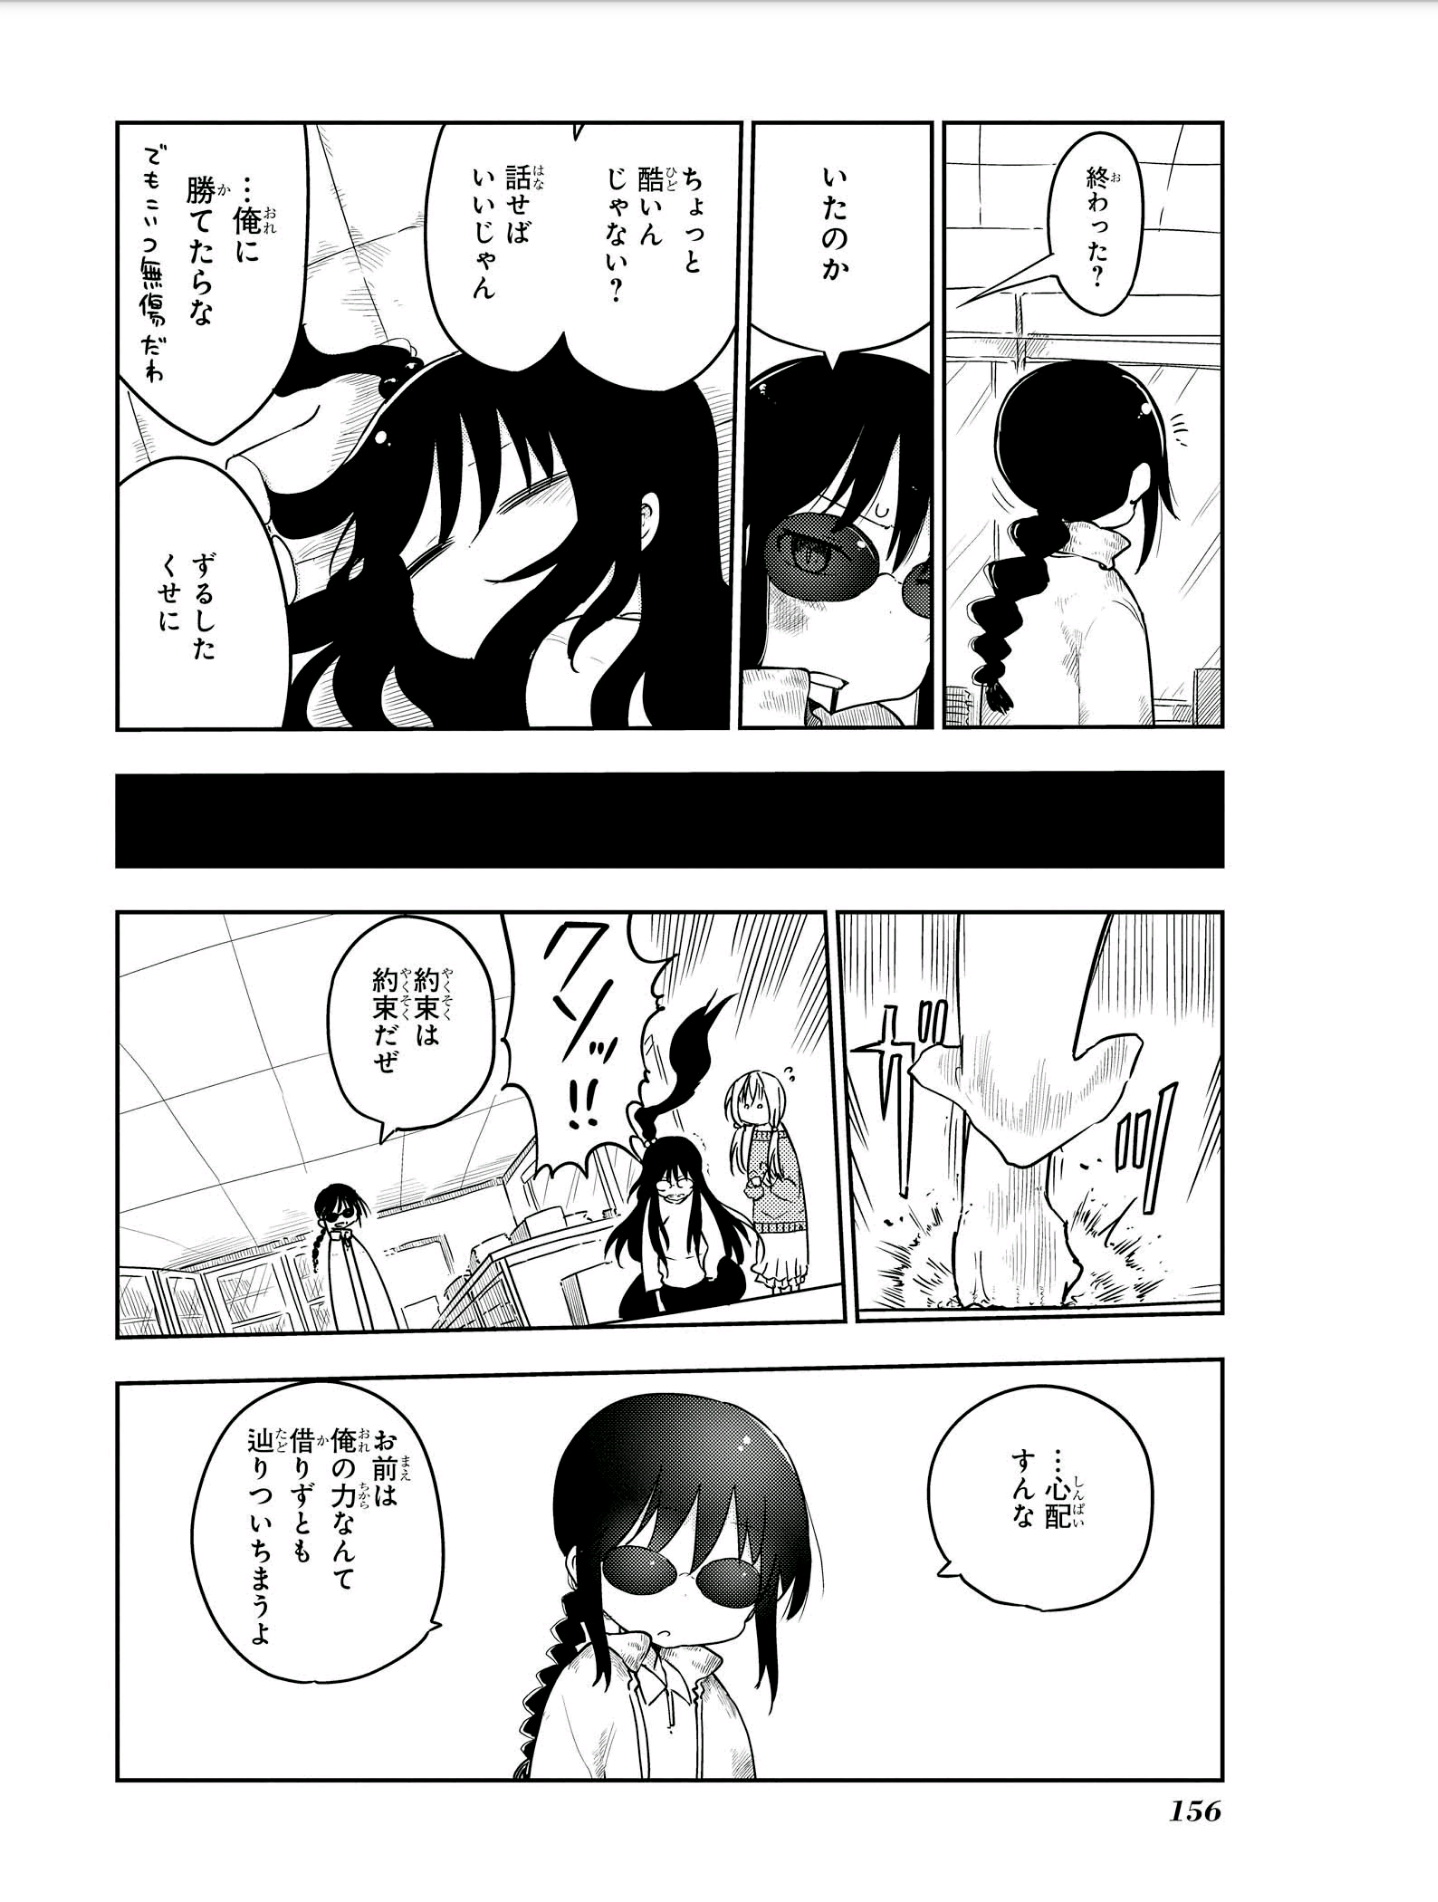 終わった？
いたのか
ちょっと
酷いん
じゃない？
話せば
いいじゃん
…俺に
勝てたらな
でもこいつ無傷だわ
ずるした
くせに
ガッ
ガッ
クソッ!!
約束は
約束だぜ
…心配
すんな
お前は
俺の力なんて
借りずとも
辿りついちまうよ
156